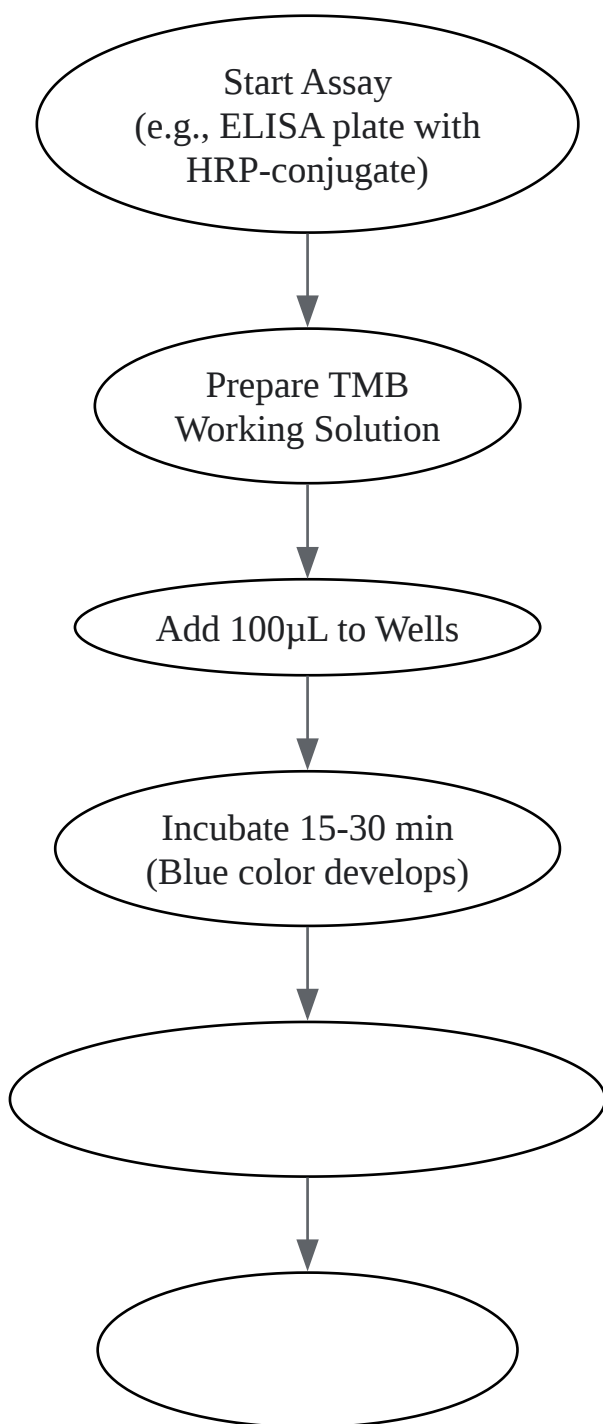 Start Assay
(e.g., ELISA plate with
HRP-conjugate)
Prepare TMB
Working Solution
Add 100µL to Wells
Incubate 15-30 min
(Blue color develops)